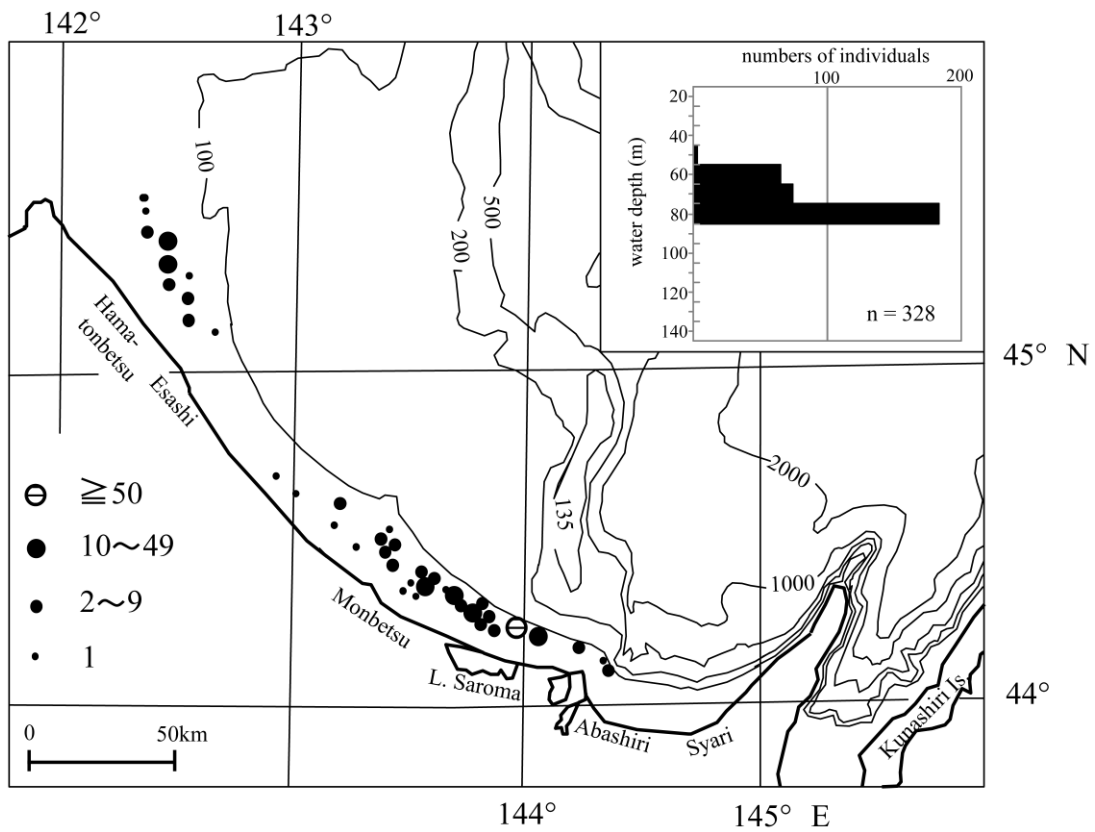 142°
143°
numbers of individuals
100
200
water depth (m)
20
40
60
80
100
120
140
n = 328
100
200
500
45° N
Hama-
tonbetsu
Esashi
2000
135
1000
≧50
10〜49
2〜9
1
Monbetsu
L. Saroma
Abashiri
Syari
Kunashiri Is.
44°
0
50km
144°
145° E